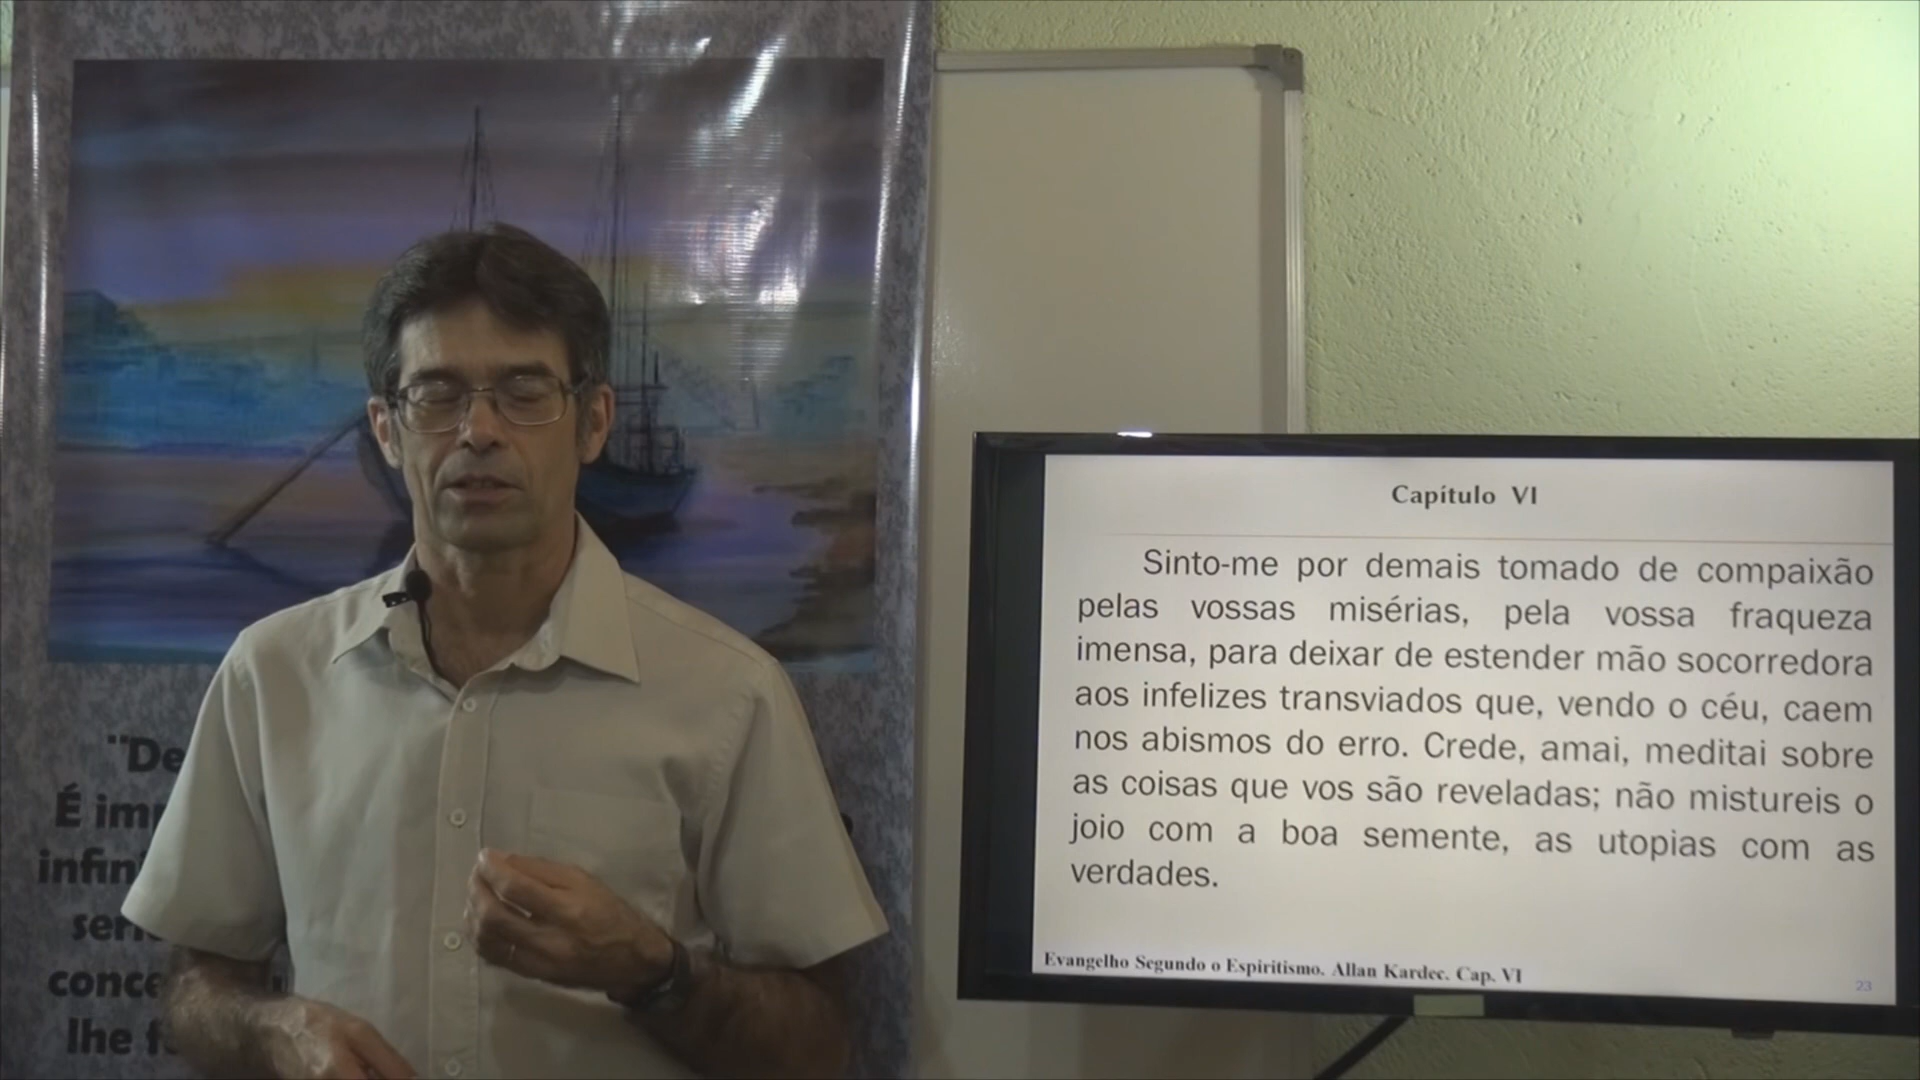 ¨De
É imp
infin
seri
conce
lhe f
Capítulo VI
Sinto-me por demais tomado de compaixão
pelas vossas misérias, pela vossa fraqueza
imensa, para deixar de estender mão socorredora
aos infelizes transviados que, vendo o céu, caem
nos abismos do erro. Crede, amai, meditai sobre
as coisas que vos são reveladas; não mistureis o
joio com a boa semente, as utopias com as
verdades.
Evangelho Segundo o Espiritismo. Allan Kardec. Cap. VI
23